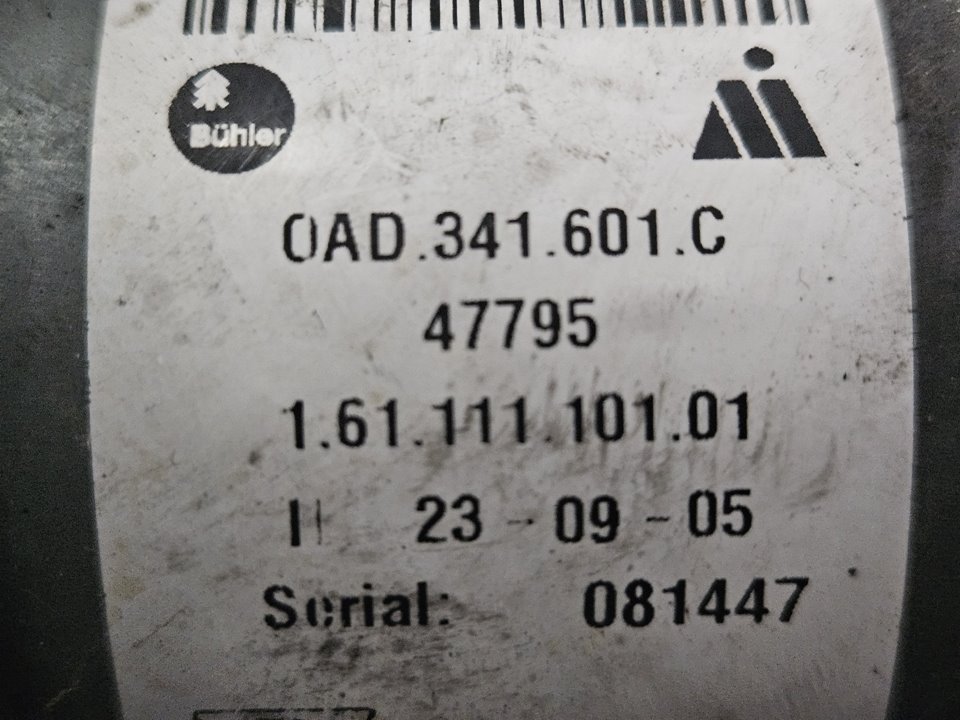 Bühler
0AD.341.601.C
47795
1.61.111.101.01
23 - 09 - 05
Serial: 081447